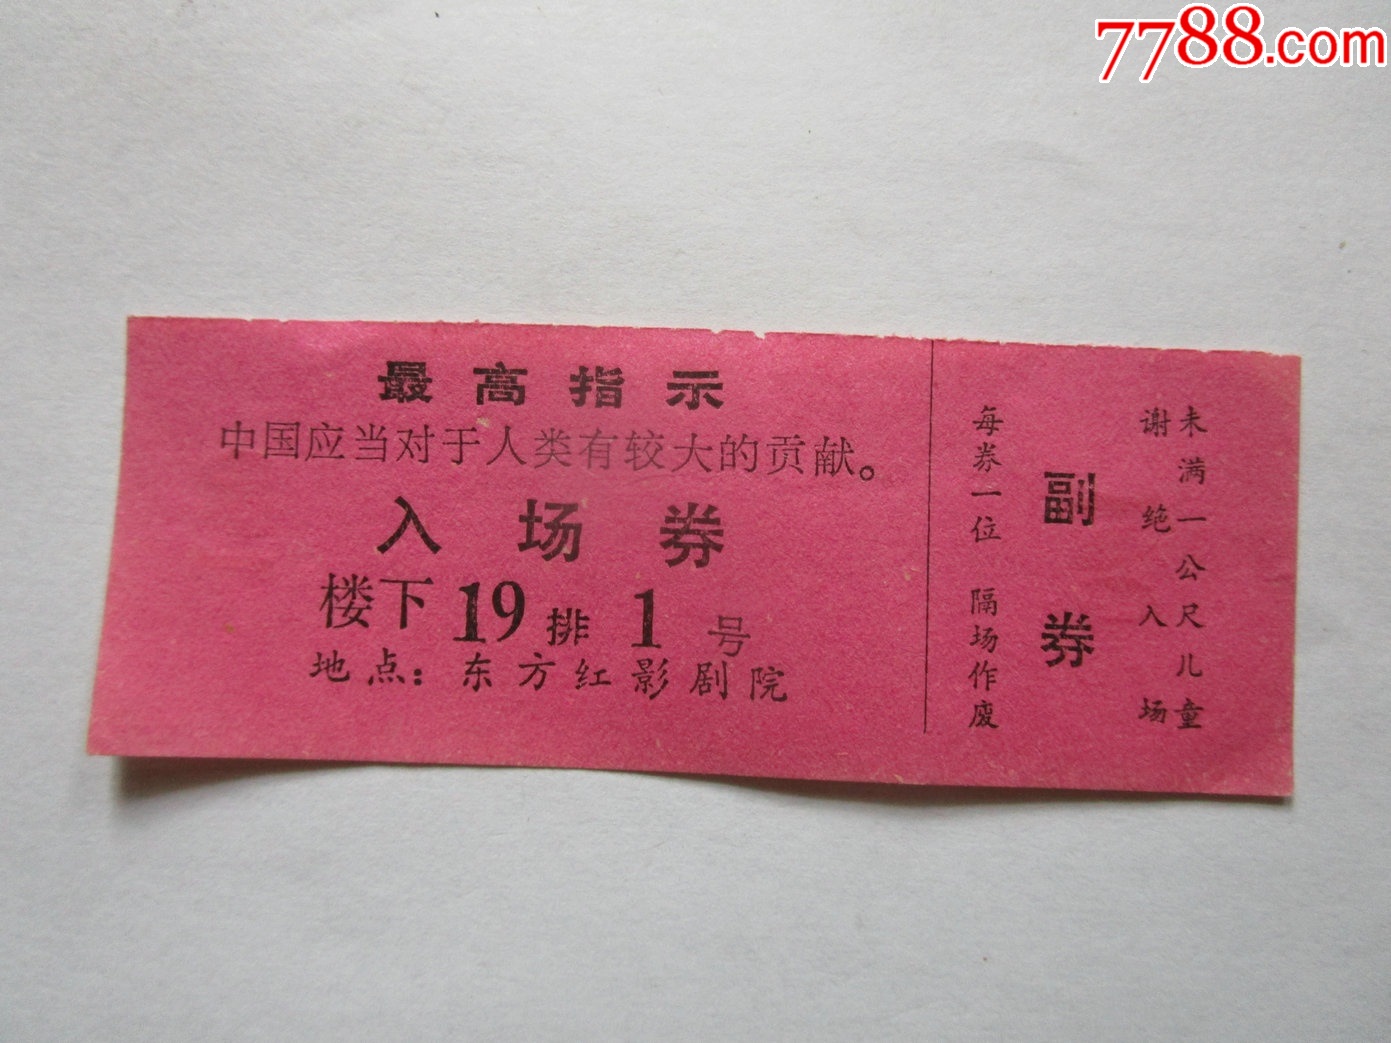 7788.com
最高指示
中国应当对于人类有较大的贡献。
入场券
楼下 19 排 1 号
地点：东方红影剧院
副券
未满一公尺儿童
谢绝入场
每券一位 隔场作废